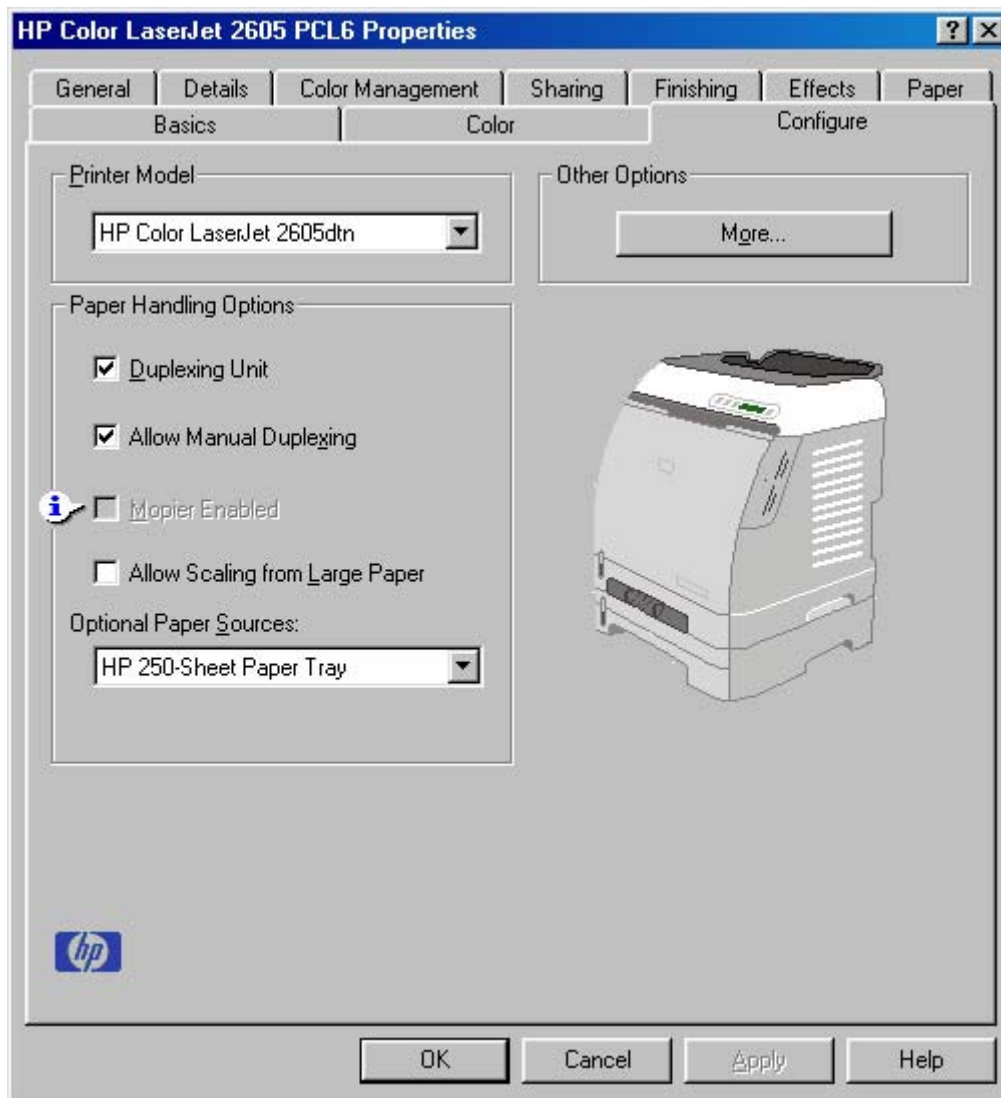 HP Color LaserJet 2605 PCL6 Properties
General Details Color Management Sharing Finishing Effects Paper
Basics Color Configure
Printer Model
HP Color LaserJet 2605dtn
Other Options
More...
Paper Handling Options
Duplexing Unit
Allow Manual Duplexing
Mopier Enabled
Allow Scaling from Large Paper
Optional Paper Sources:
HP 250-Sheet Paper Tray
hp
OK Cancel Apply Help